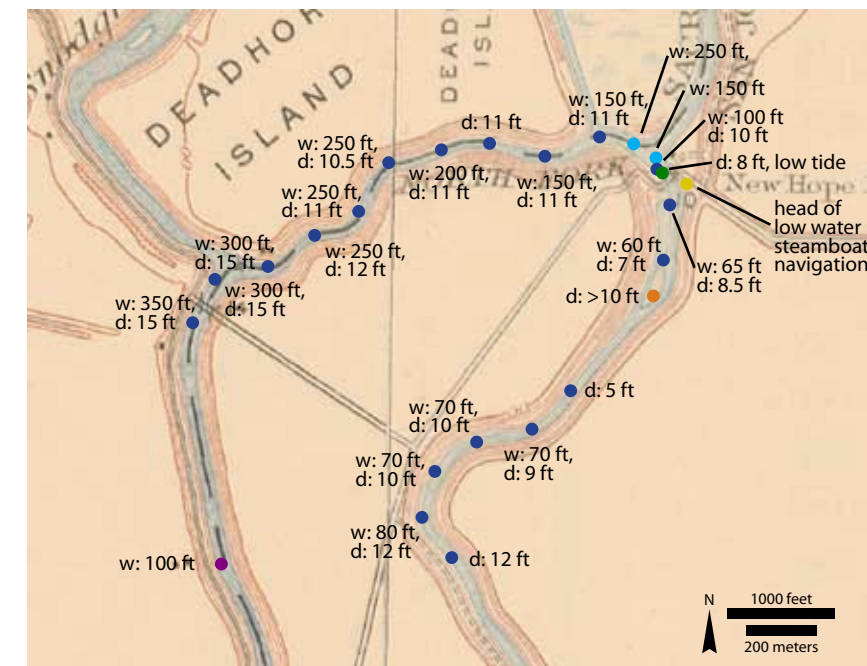 DEADHORSE
ISLAND
DEAD
ISL
w: 250 ft,
w: 150 ft
w: 150 ft,
d: 11 ft
w: 100 ft
d: 10 ft
d: 11 ft
d: 8 ft, low tide
w: 250 ft,
d: 10.5 ft
w: 200 ft,
d: 11 ft
w: 150 ft,
d: 11 ft
New Hope
head of
low water
steamboat
navigation
w: 250 ft,
d: 11 ft
w: 250 ft,
d: 12 ft
w: 300 ft,
d: 15 ft
w: 300 ft,
d: 15 ft
w: 60 ft
d: 7 ft
w: 65 ft
d: 8.5 ft
w: 350 ft,
d: 15 ft
d: >10 ft
d: 5 ft
w: 70 ft,
d: 10 ft
w: 70 ft,
d: 9 ft
w: 70 ft,
d: 10 ft
w: 80 ft,
d: 12 ft
d: 12 ft
w: 100 ft
N
1000 feet
200 meters